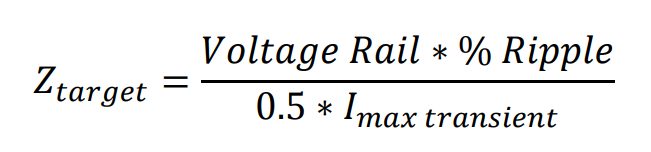 Z_target = (Voltage Rail * % Ripple) / (0.5 * I_max transient)